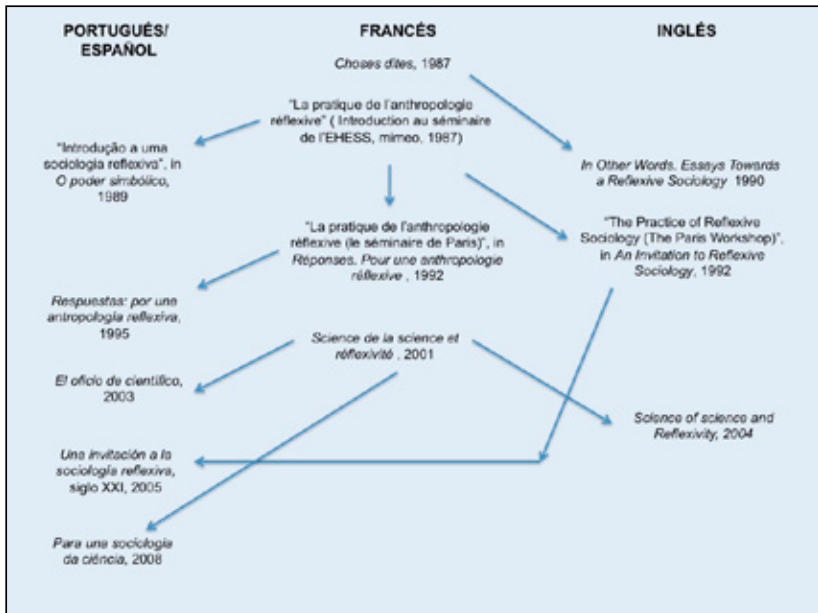 PORTUGUÉS/
ESPAÑOL
FRANCÉS
INGLÉS
Choses dites, 1987
"La pratique de l'anthropologie
réflexive" ( Introduction au séminaire
de l'EHESS, mimeo, 1987)
"Introdução a uma
sociologia reflexiva", in
O poder simbólico,
1989
In Other Words. Essays Towards
a Reflexive Sociology 1990
"La pratique de l'anthropologie
réflexive (le séminaire de Paris)", in
Réponses. Pour une anthropologie
réflexive , 1992
"The Practice of Reflexive
Sociology (The Paris Workshop)".
in An Invitation to Reflexive
Sociology, 1992
Respuestas: por una
antropología reflexiva,
1995
Science de la science et
réflexivité , 2001
El oficio de científico,
2003
Science of science and
Reflexivity, 2004
Una invitación a la
sociología reflexiva,
siglo XXI, 2005
Para una sociologia
da ciência, 2008